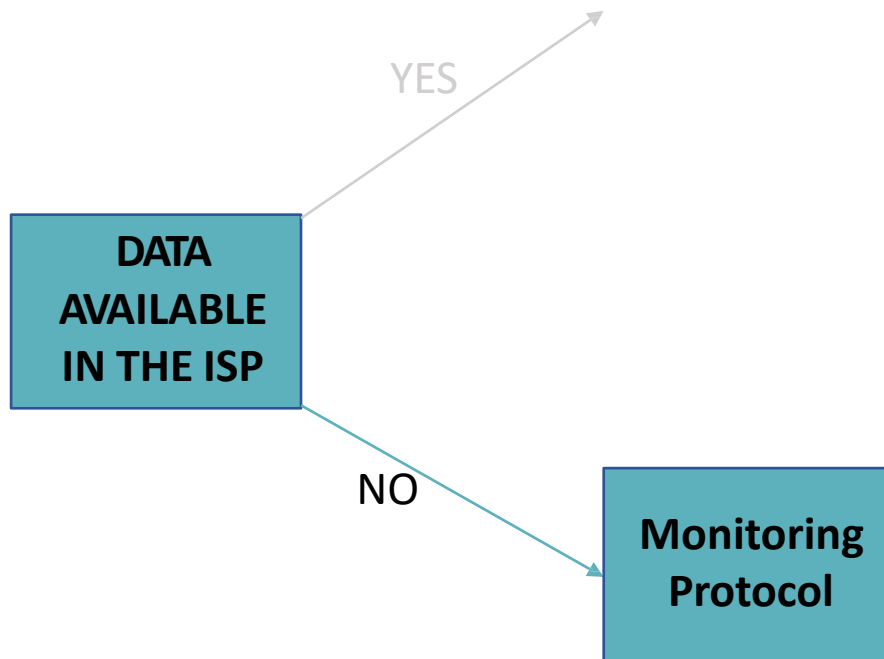 YES
DATA
AVAILABLE
IN THE ISP
NO
Monitoring
Protocol